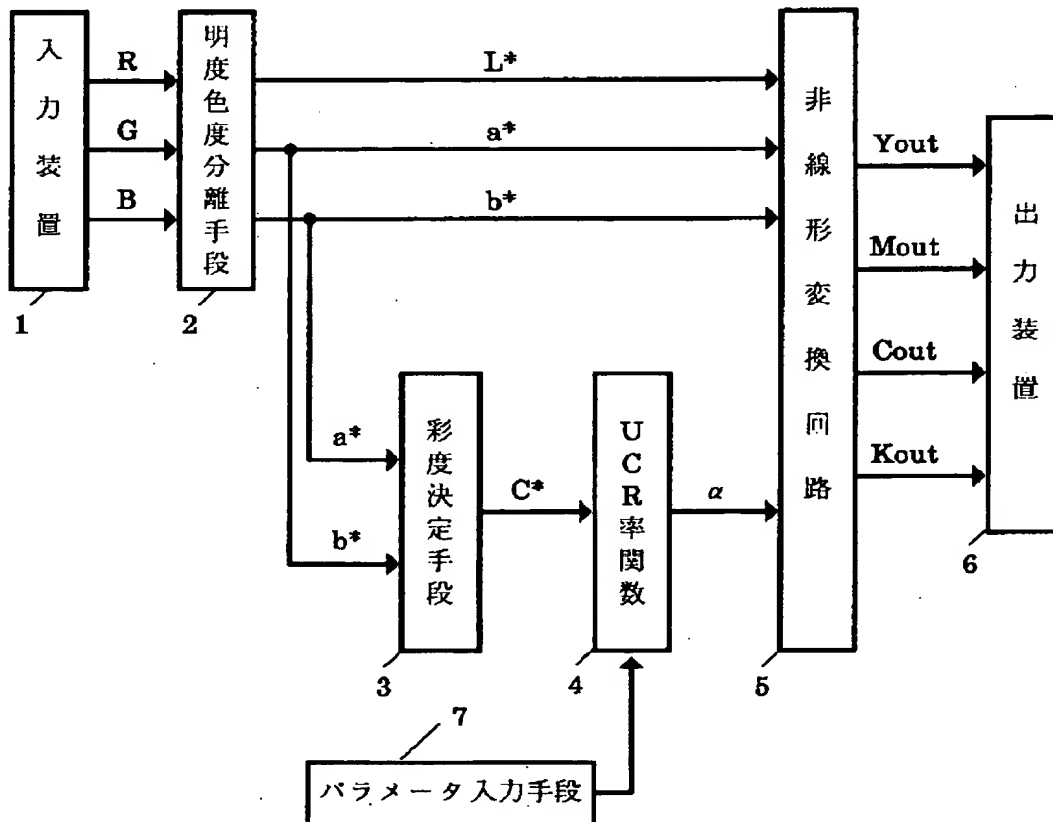 入力装置
1
R
G
B
明度色度分離手段
2
L*
a*
b*
a*
b*
彩度決定手段
3
C*
UCR率関数
4
α
非線形変換回路
5
Yout
Mout
Cout
Kout
出力装置
6
7
パラメータ入力手段